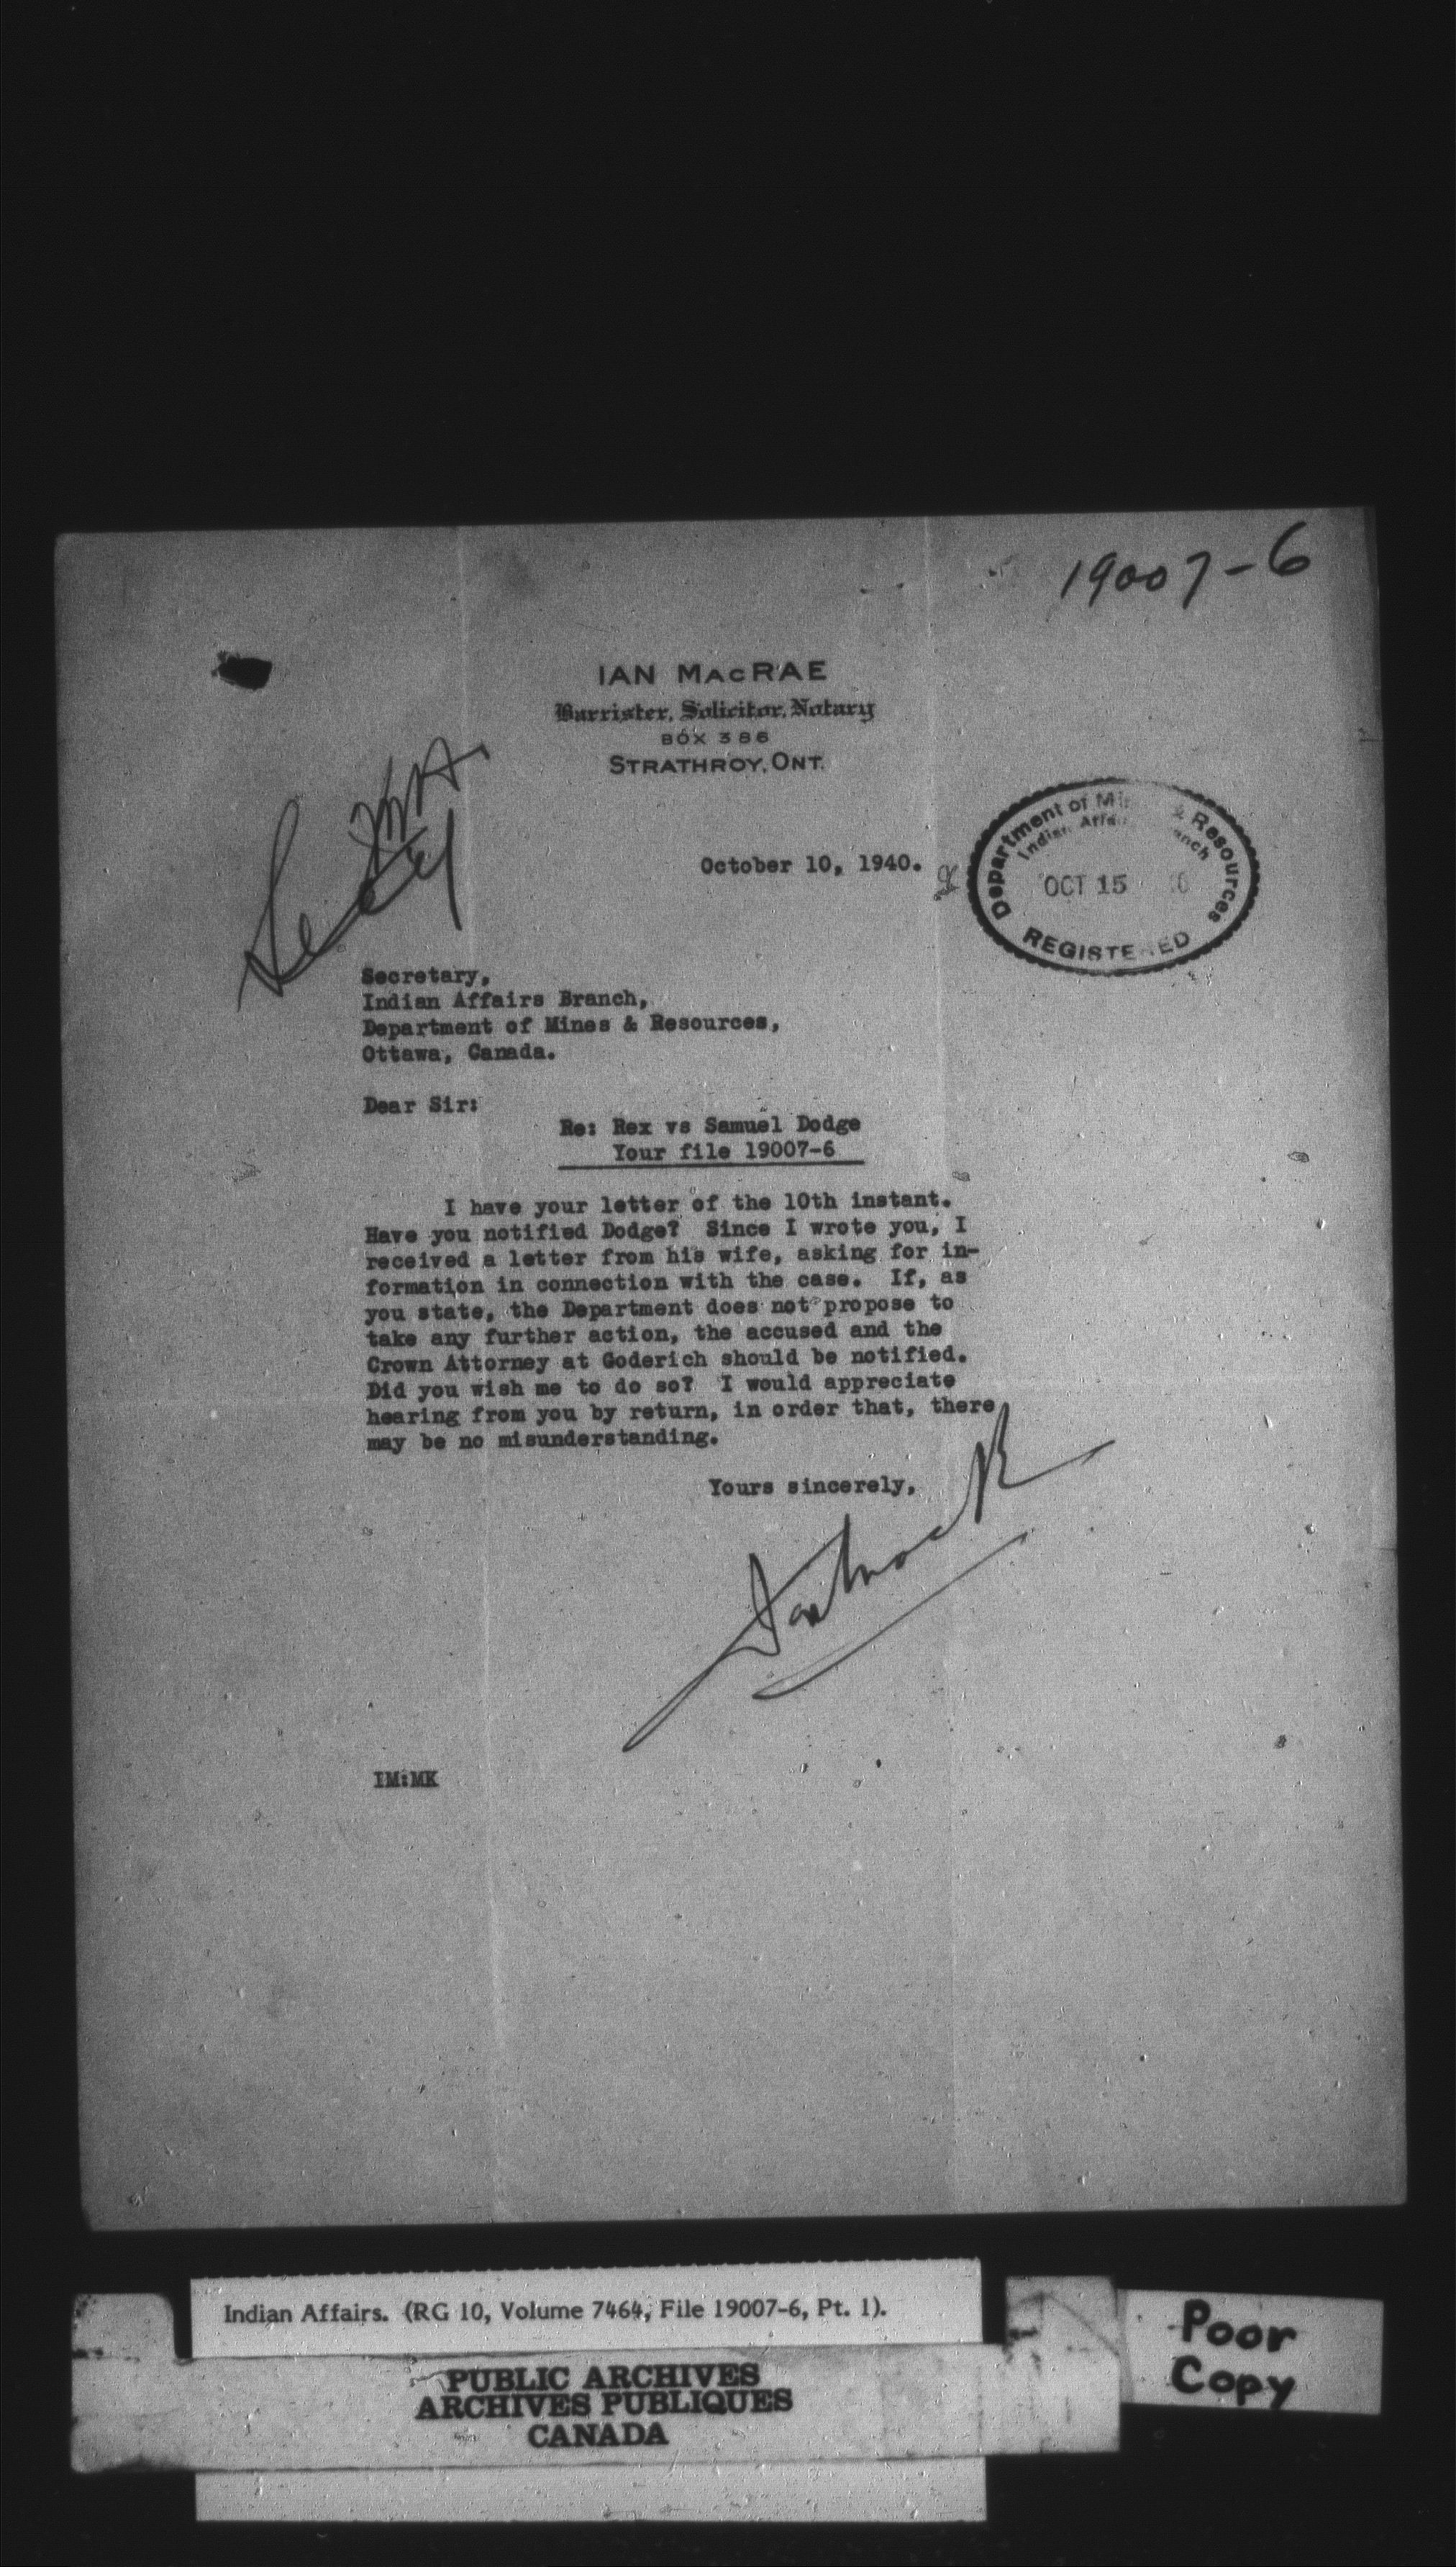 19007-6
IAN MACRAE
Barrister, Solicitor, Notary
BOX 386
STRATHROY, ONT.
October 10, 1940.
Department of Mi & Resources
Indian Affai anch
OCT 15
REGISTERED
Secretary,
Indian Affairs Branch,
Department of Mines & Resources,
Ottawa, Canada.
Dear Sir:
Re: Rex vs Samuel Dodge
Your file 19007-6
I have your letter of the 10th instant.
Have you notified Dodge? Since I wrote you, I
received a letter from his wife, asking for in-
formation in connection with the case. If, as
you state, the Department does not propose to
take any further action, the accused and the
Crown Attorney at Goderich should be notified.
Did you wish me to do so? I would appreciate
hearing from you by return, in order that, there
may be no misunderstanding.
Yours sincerely,
IM:MK
Indian Affairs. (RG 10, Volume 7464, File 19007-6, Pt. 1).
PUBLIC ARCHIVES
ARCHIVES PUBLIQUES
CANADA
Poor
Copy